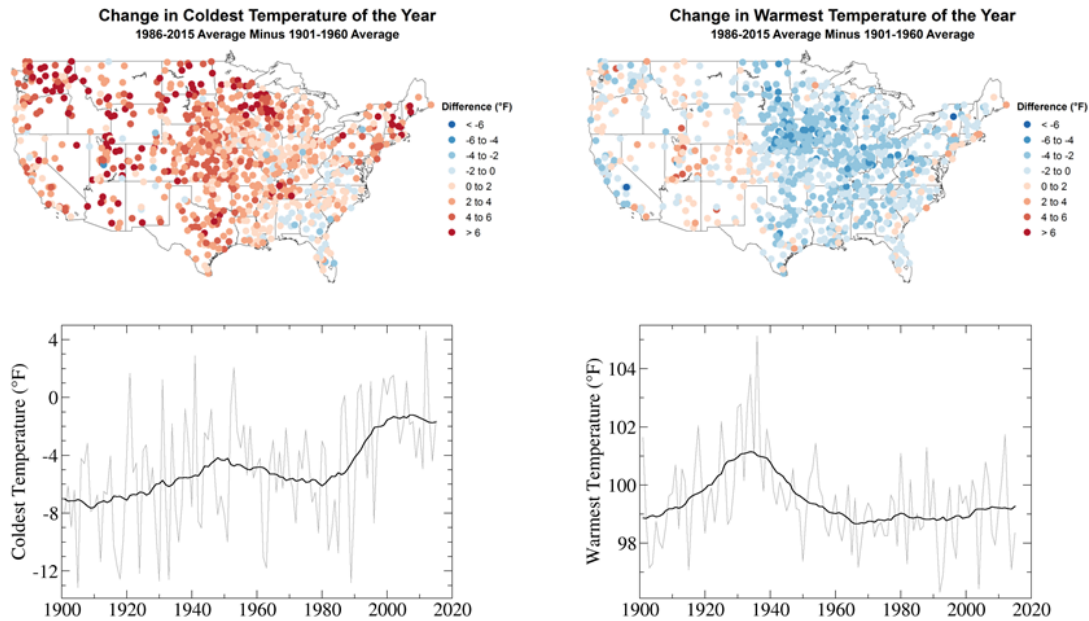 Change in Coldest Temperature of the Year
1986-2015 Average Minus 1901-1960 Average
Difference (°F)
< -6
-6 to -4
-4 to -2
-2 to 0
0 to 2
2 to 4
4 to 6
> 6
Change in Warmest Temperature of the Year
1986-2015 Average Minus 1901-1960 Average
Difference (°F)
< -6
-6 to -4
-4 to -2
-2 to 0
0 to 2
2 to 4
4 to 6
> 6
Coldest Temperature (°F)
4
0
-4
-8
-12
1900 1920 1940 1960 1980 2000 2020
Warmest Temperature (°F)
104
102
100
98
1900 1920 1940 1960 1980 2000 2020